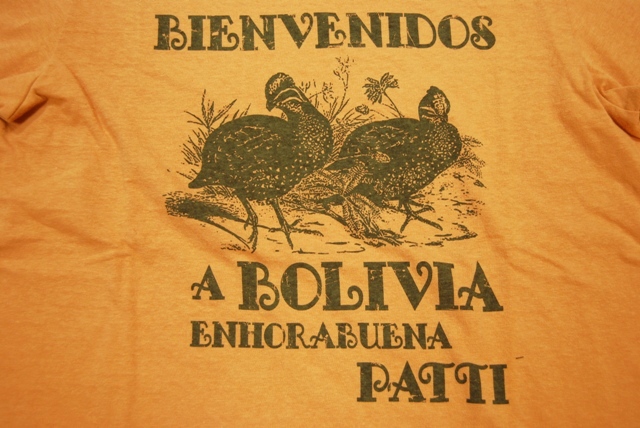 BIENVENIDOS
A BOLIVIA
ENHORABUENA
PATTI